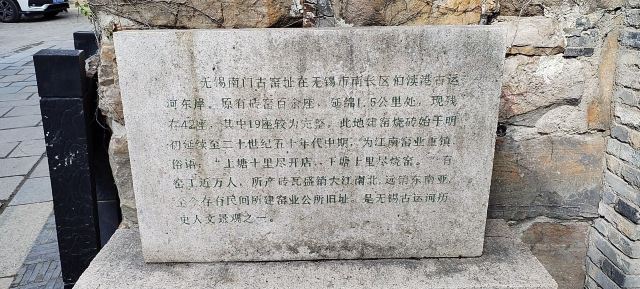 无锡南门古窑址在无锡市南长区伯渎港古运
河东岸，原有砖窑百余座，延绵1.5公里处，现残
存42座，其中19座较为完整。此地建窑烧砖始于明
初延续至二十世纪五十年代中期，为江南窑业重镇，
俗语：“上塘十里尽开店，下塘十里尽烧窑。”有
窑工近万人，所产砖瓦盛销大江南北，远销东南亚，
至今存有民间所建窑业公所旧址，是无锡古运河历
史人文景观之一。